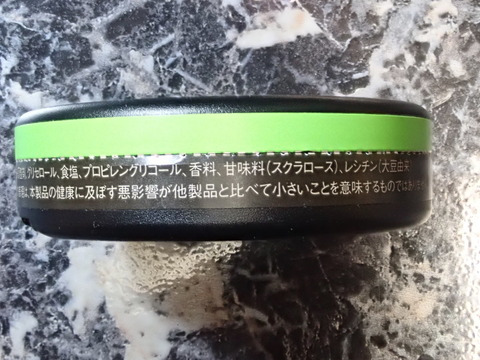 グリセロール、食塩、プロピレングリコール、香料、甘味料(スクラロース)、レシチン(大豆由来)
は、本製品の健康に及ぼす悪影響が他製品と比べて小さいことを意味するものではあり